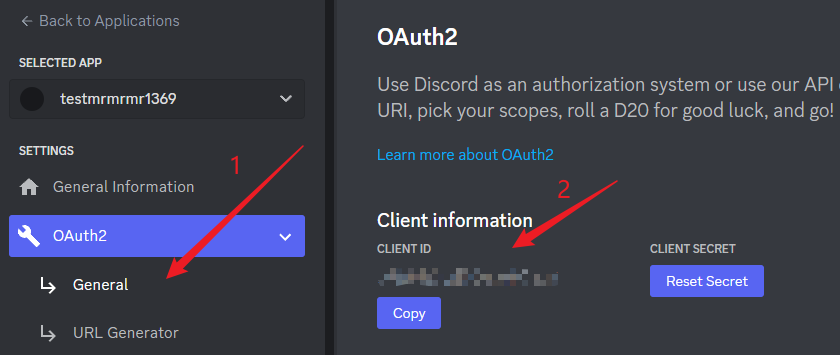 Back to Applications
SELECTED APP
testmrmrmr1369
SETTINGS
General Information
OAuth2
General
URL Generator
1
OAuth2
Use Discord as an authorization system or use our API
URI, pick your scopes, roll a D20 for good luck, and go!
Learn more about OAuth2
2
Client information
CLIENT ID
Copy
CLIENT SECRET
Reset Secret